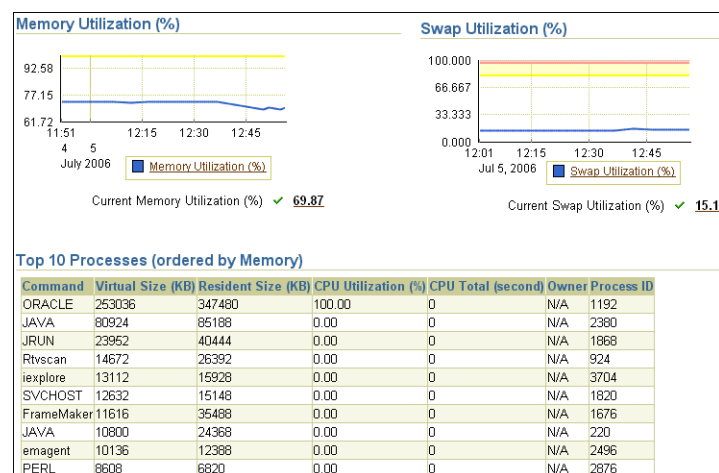 Memory Utilization (%)
92.58
77.15
61.72
11:51 12:15 12:30 12:45
4 5
July 2006
Memory Utilization (%)
Current Memory Utilization (%) 69.87
Swap Utilization (%)
100.000
66.667
33.333
0.000
12:01 12:15 12:30 12:45
Jul 5, 2006
Swap Utilization (%)
Current Swap Utilization (%) 15.1
Top 10 Processes (ordered by Memory)
Command Virtual Size (KB) Resident Size (KB) CPU Utilization (%) CPU Total (second) Owner Process ID
ORACLE 253036 347480 100.00 0 N/A 1192
JAVA 80924 85188 0.00 0 N/A 2380
JRUN 23952 40444 0.00 0 N/A 1868
Rtvscan 14672 26392 0.00 0 N/A 924
iexplore 13112 15928 0.00 0 N/A 3704
SVCHOST 12632 15148 0.00 0 N/A 1820
FrameMaker 11616 35488 0.00 0 N/A 1676
JAVA 10800 24368 0.00 0 N/A 220
emagent 10136 12388 0.00 0 N/A 2496
PERL 8608 6820 0.00 0 N/A 2876